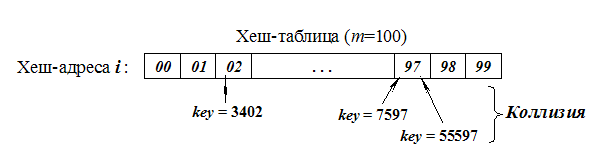 Хеш-таблица (m=100)
Хеш-адреса i: 00 01 02 ... 97 98 99
key = 3402
key = 7597
key = 55597
Коллизия